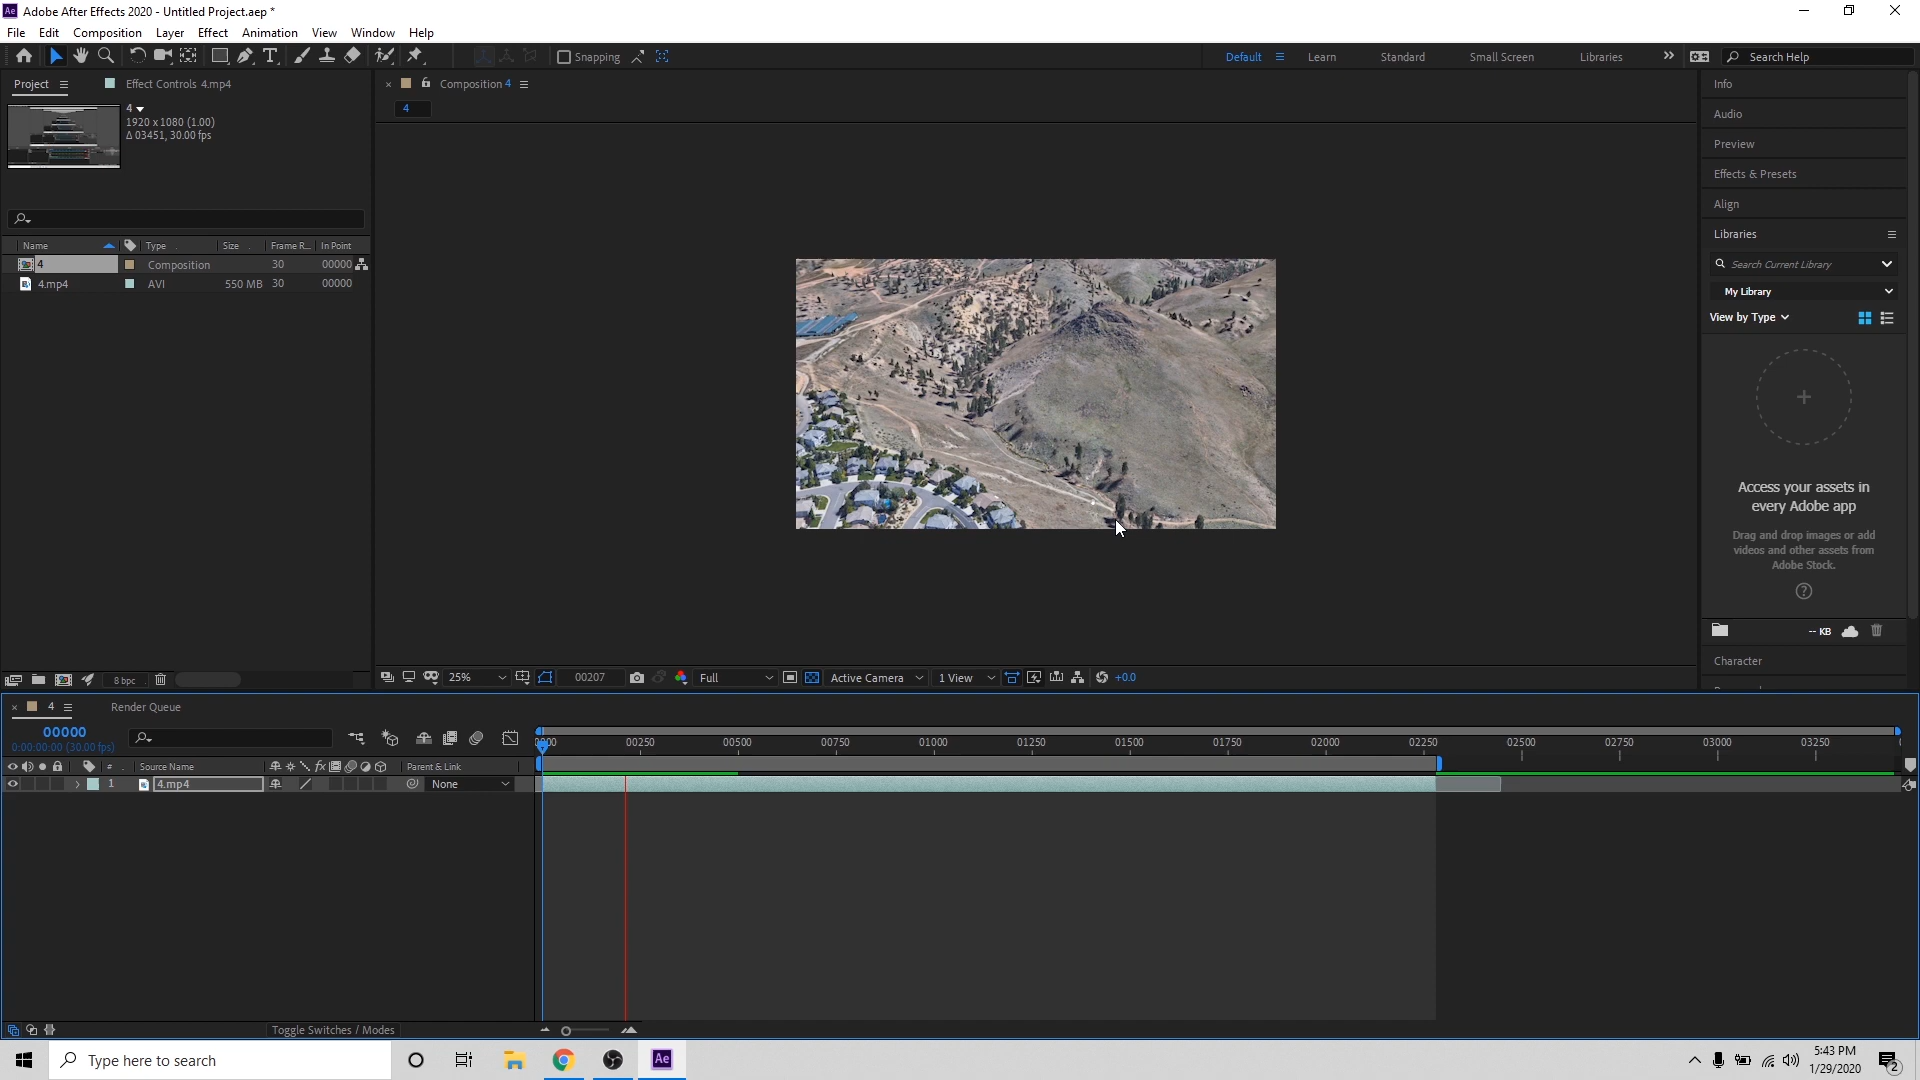 Ae Adobe After Effects 2020 - Untitled Project.aep *
File Edit Composition Layer Effect Animation View Window Help
Snapping
Default Learn Standard Small Screen Libraries Search Help
Project Effect Controls 4.mp4
Composition 4
4
4
1920 x 1080 (1.00)
Δ 03451, 30.00 fps
Name Type Size Frame R... In Point
4 Composition 30 00000
4.mp4 AVI 550 MB 30 00000
8 bpc
25% 00207 Full Active Camera 1 View +0.0
Info
Audio
Preview
Effects & Presets
Align
Libraries
Search Current Library
My Library
View by Type
Access your assets in
every Adobe app
Drag and drop images or add
videos and other assets from
Adobe Stock.
?
-- KB
Character
4 Render Queue
00000
0:00:00:00 (30.00 fps)
# Source Name fx Parent & Link
1 4.mp4 None
00250 00500 00750 01000 01250 01500 01750 02000 02250 02500 02750 03000 03250
Toggle Switches / Modes
Type here to search
Ae
5:43 PM
1/29/2020
2